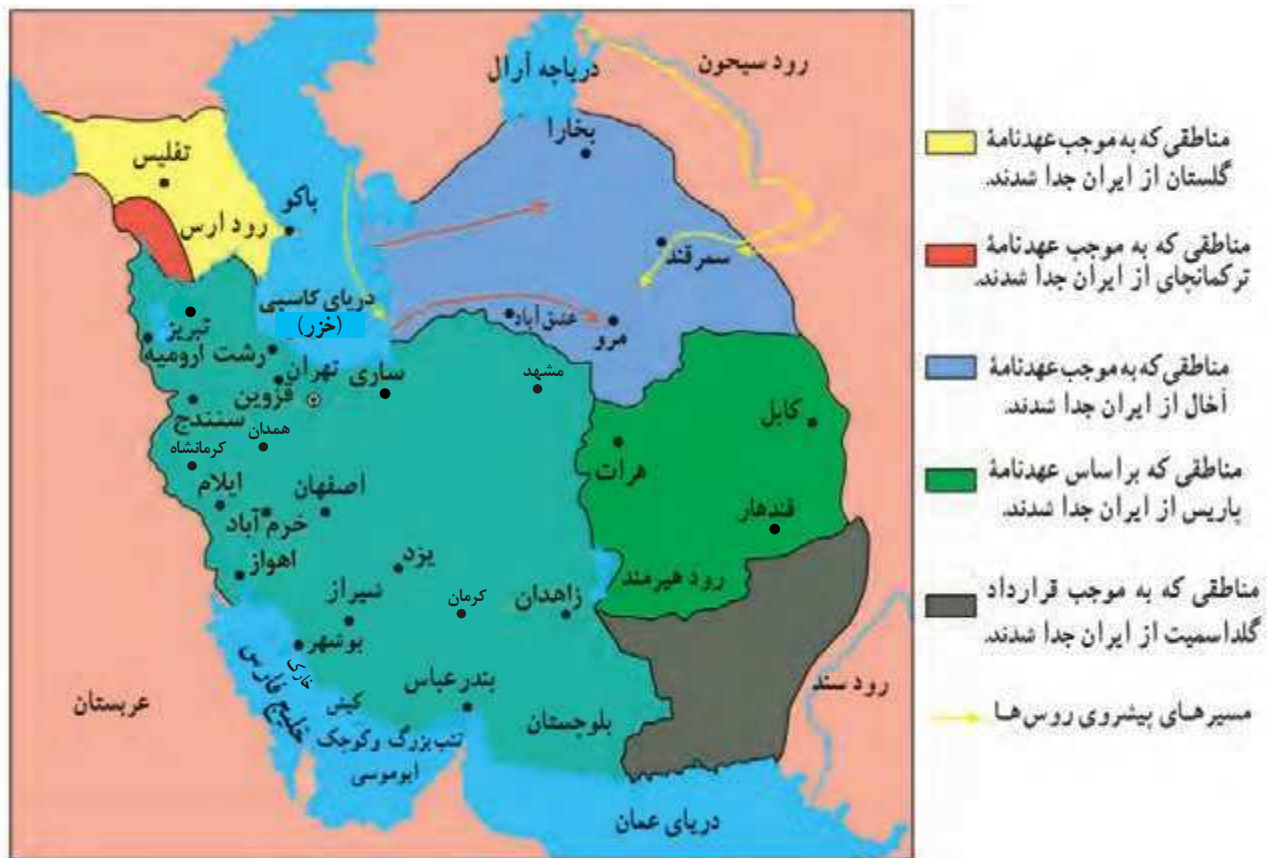 رود سیحون
دریاچه آرال
بخارا
تفلیس
باکو
رود ارس
سمرقند
دریای کاسپی
(خزر)
عشق آباد
مرو
تبریز
رشت
ارومیه
تهران
ساری
مشهد
قزوین
سنندج
همدان
کرمانشاه
کابل
هرات
ایلام
اصفهان
خرم آباد
قندهار
اهواز
یزد
رود هیرمند
شیراز
کرمان
زاهدان
بوشهر
خارک
خلیج فارس
بندرعباس
کیش
بلوچستان
تنب بزرگ وکوچک
ابوموسی
عربستان
رود سند
دریای عمان
مناطقی که به موجب عهدنامهٔ
گلستان از ایران جدا شدند.
مناطقی که به موجب عهدنامهٔ
ترکمانچای از ایران جدا شدند.
مناطقی که به موجب عهدنامهٔ
آخال از ایران جدا شدند.
مناطقی که براساس عهدنامهٔ
پاریس از ایران جدا شدند.
مناطقی که به موجب قرارداد
گلداسمیت از ایران جدا شدند.
مسیرهای پیشروی روس‌ها